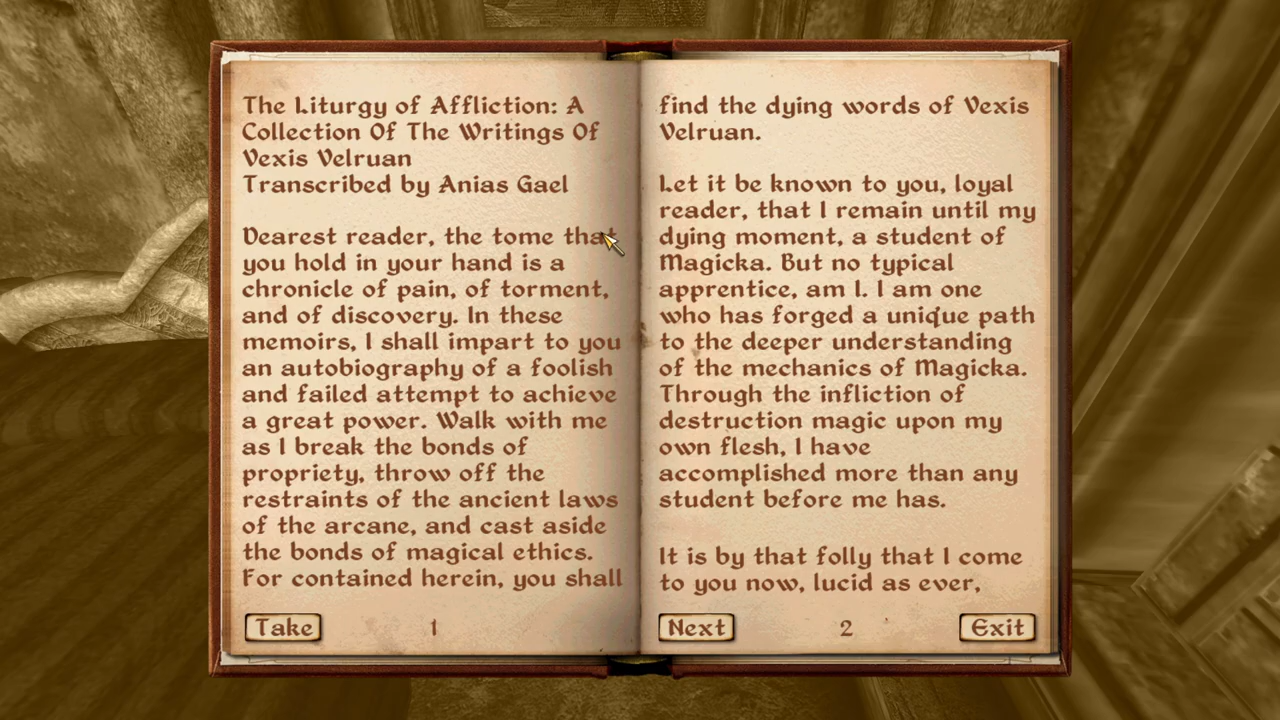 The Liturgy of Affliction: A
Collection Of The Writings Of
Vexis Velruan
Transcribed by Anias Gael
Dearest reader, the tome that
you hold in your hand is a
chronicle of pain, of torment,
and of discovery. In these
memoirs, I shall impart to you
an autobiography of a foolish
and failed attempt to achieve
a great power. Walk with me
as I break the bonds of
propriety, throw off the
restraints of the ancient laws
of the arcane, and cast aside
the bonds of magical ethics.
For contained herein, you shall
Take
1
find the dying words of Vexis
Velruan.
Let it be known to you, loyal
reader, that I remain until my
dying moment, a student of
Magicka. But no typical
apprentice, am I. I am one
who has forged a unique path
to the deeper understanding
of the mechanics of Magicka.
Through the infliction of
destruction magic upon my
own flesh, I have
accomplished more than any
student before me has.
It is by that folly that I come
to you now, lucid as ever,
Next
2
Exit